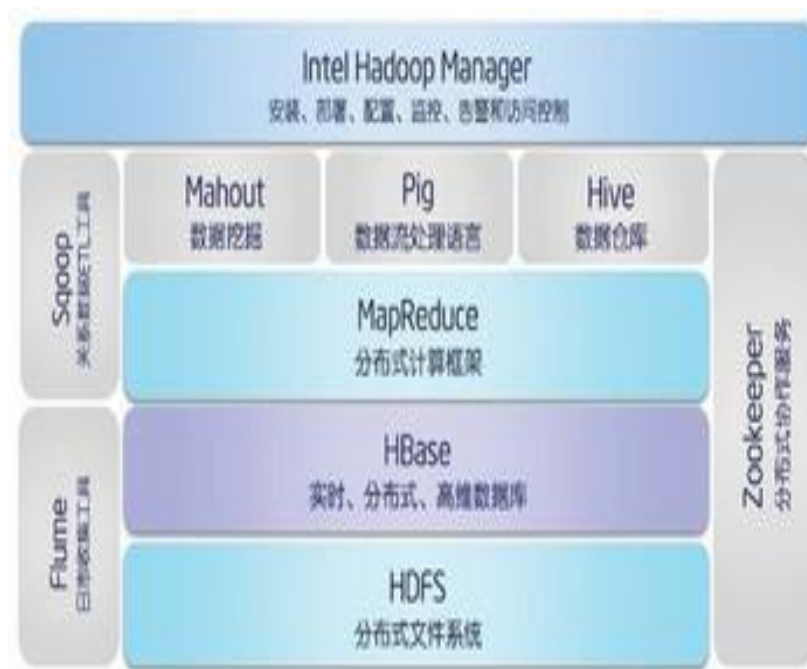 Intel Hadoop Manager
安装、部署、配置、监控、告警和访问控制
Sqoop
关系数据ETL工具
Mahout
数据挖掘
Pig
数据流处理语言
Hive
数据仓库
MapReduce
分布式计算框架
Zookeeper
分布式协作服务
Flume
收集工具
HBase
实时、分布式、高维数据库
HDFS
分布式文件系统